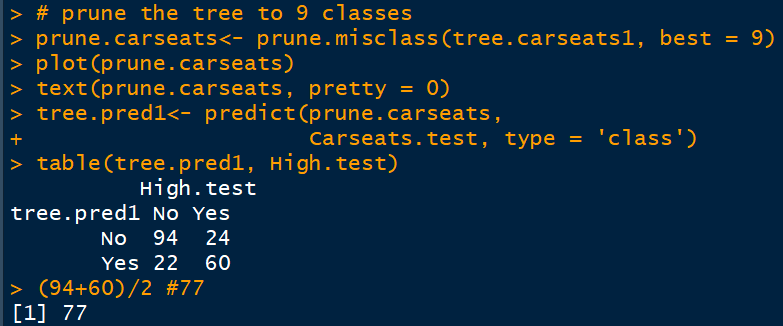 > # prune the tree to 9 classes
> prune.carseats<- prune.misclass(tree.carseats1, best = 9)
> plot(prune.carseats)
> text(prune.carseats, pretty = 0)
> tree.pred1<- predict(prune.carseats,
+                      Carseats.test, type = 'class')
> table(tree.pred1, High.test)
          High.test
tree.pred1 No Yes
       No  94  24
       Yes 22  60
> (94+60)/2 #77
[1] 77